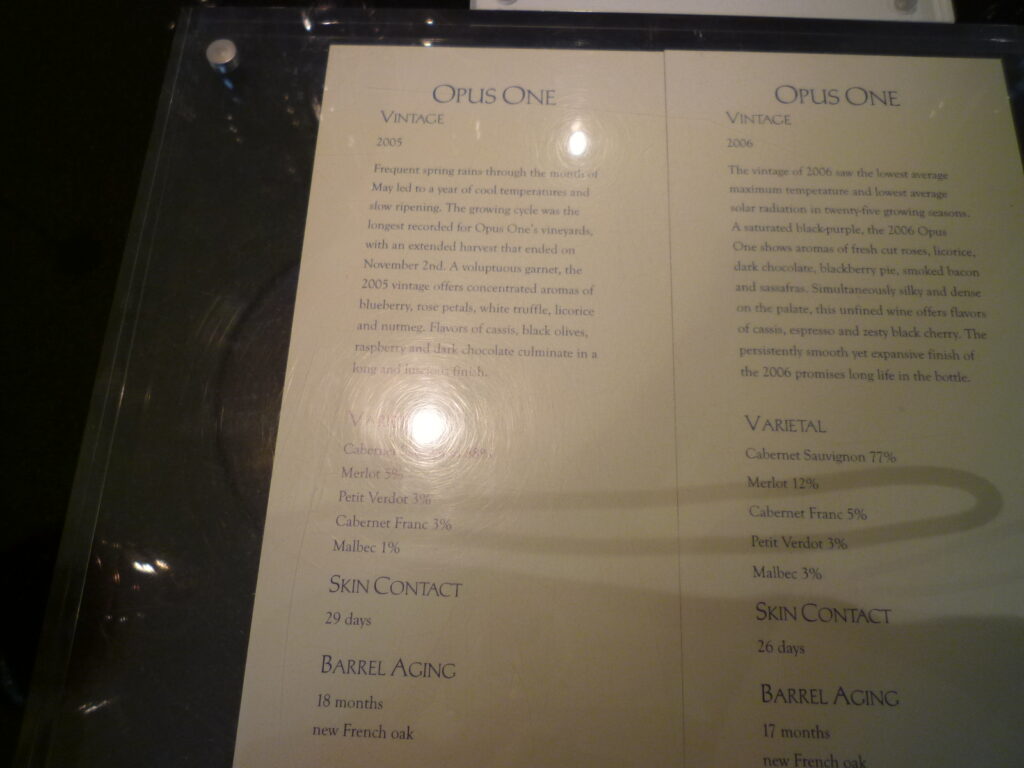 OPUS ONE
VINTAGE
2005
Frequent spring rains through the month of
May led to a year of cool temperatures and
slow ripening. The growing cycle was the
longest recorded for Opus One's vineyards,
with an extended harvest that ended on
November 2nd. A voluptuous garnet, the
2005 vintage offers concentrated aromas of
blueberry, rose petals, white truffle, licorice
and nutmeg. Flavors of cassis, black olives,
raspberry and dark chocolate culminate in a
long and luscious finish.
Merlot 5%
Petit Verdot 3%
Cabernet Franc 3%
Malbec 1%
SKIN CONTACT
29 days
BARREL AGING
18 months
new French oak
OPUS ONE
VINTAGE
2006
The vintage of 2006 saw the lowest average
maximum temperature and lowest average
solar radiation in twenty-five growing seasons.
A saturated black-purple, the 2006 Opus
One shows aromas of fresh cut roses, licorice,
dark chocolate, blackberry pie, smoked bacon
and sassafras. Simultaneously silky and dense
on the palate, this unfined wine offers flavors
of cassis, espresso and zesty black cherry. The
persistently smooth yet expansive finish of
the 2006 promises long life in the bottle.
VARIETAL
Cabernet Sauvignon 77%
Merlot 12%
Cabernet Franc 5%
Petit Verdot 3%
Malbec 3%
SKIN CONTACT
26 days
BARREL AGING
17 months
new French oak